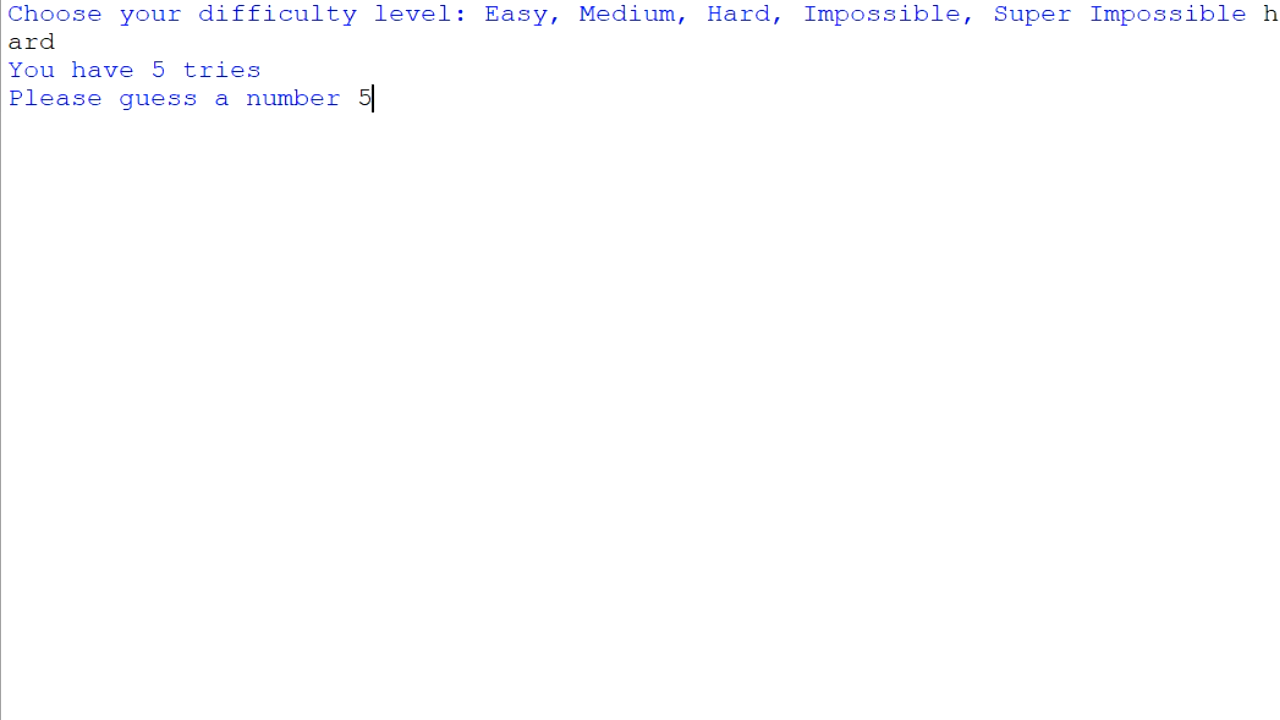 Choose your difficulty level: Easy, Medium, Hard, Impossible, Super Impossible h
ard
You have 5 tries
Please guess a number 5